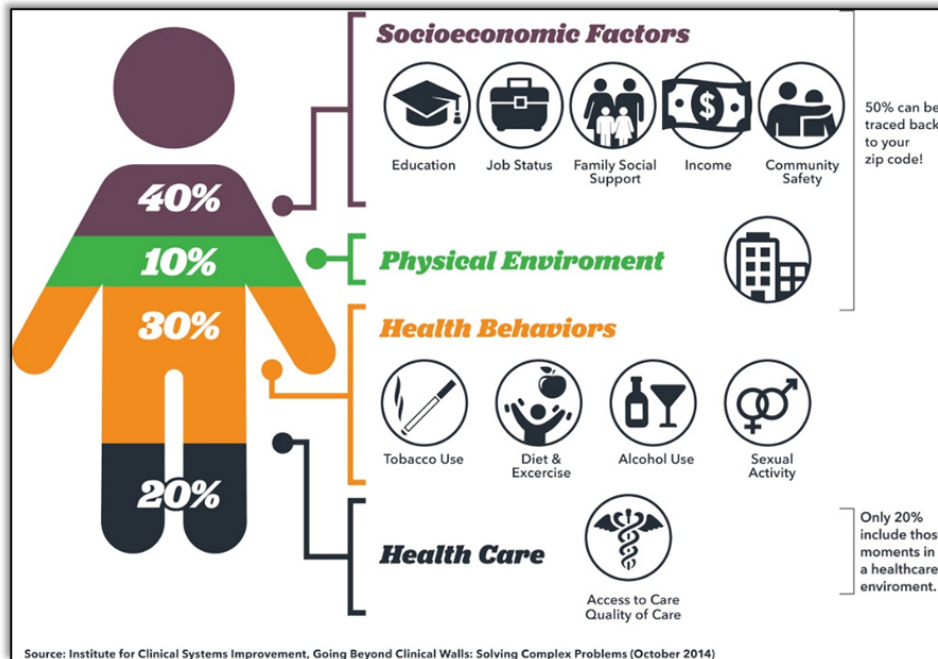 Socioeconomic Factors
Education
Job Status
Family Social
Support
Income
Community
Safety
50% can be
traced back
to your
zip code!
40%
10%
Physical Enviroment
30%
Health Behaviors
Tobacco Use
Diet &
Excercise
Alcohol Use
Sexual
Activity
20%
Health Care
Access to Care
Quality of Care
Only 20%
include thos
moments in
a healthcare
enviroment.
Source: Institute for Clinical Systems Improvement, Going Beyond Clinical Walls: Solving Complex Problems (October 2014)